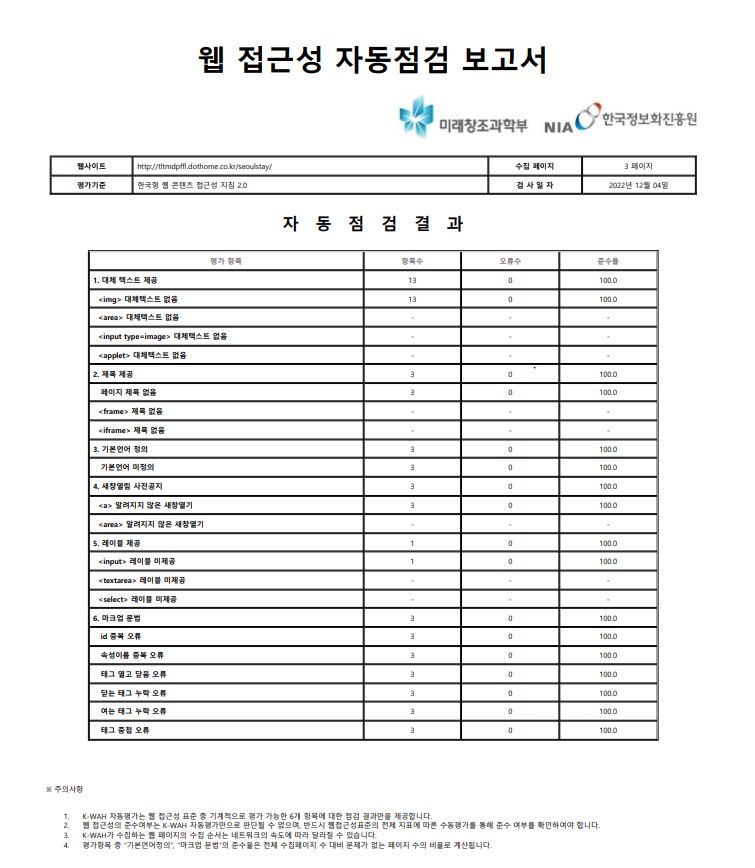 웹 접근성 자동점검 보고서
미래창조과학부 NIA 한국정보화진흥원
웹사이트 http://tltmdpffl.dothome.co.kr/seoulstay/ 수집 페이지 3 페이지
평가기준 한국형 웹 콘텐츠 접근성 지침 2.0 검 사 일 자 2022년 12월 04일
자 동 점 검 결 과
평가 항목 항목수 오류수 준수율
1. 대체 텍스트 제공 13 0 100.0
<img> 대체텍스트 없음 13 0 100.0
<area> 대체텍스트 없음 - - -
<input type=image> 대체텍스트 없음 - - -
<applet> 대체텍스트 없음 - - -
2. 제목 제공 3 0 100.0
페이지 제목 없음 3 0 100.0
<frame> 제목 없음 - - -
<iframe> 제목 없음 - - -
3. 기본언어 정의 3 0 100.0
기본언어 미정의 3 0 100.0
4. 새창열림 사전공지 3 0 100.0
<a> 알려지지 않은 새창열기 3 0 100.0
<area> 알려지지 않은 새창열기 - - -
5. 레이블 제공 1 0 100.0
<input> 레이블 미제공 1 0 100.0
<textarea> 레이블 미제공 - - -
<select> 레이블 미제공 - - -
6. 마크업 문법 3 0 100.0
id 중복 오류 3 0 100.0
속성이름 중복 오류 3 0 100.0
태그 열고 닫음 오류 3 0 100.0
닫는 태그 누락 오류 3 0 100.0
여는 태그 누락 오류 3 0 100.0
태그 중첩 오류 3 0 100.0
※ 주의사항
1. K-WAH 자동평가는 웹 접근성 표준 중 기계적으로 평가 가능한 6개 항목에 대한 점검 결과만을 제공합니다.
2. 웹 접근성의 준수여부는 K-WAH 자동평가만으로 판단될 수 없으며, 반드시 웹접근성표준의 전체 지표에 따른 수동평가를 통해 준수 여부를 확인하여야 합니다.
3. K-WAH가 수집하는 웹 페이지의 수집 순서는 네트워크의 속도에 따라 달라질 수 있습니다.
4. 평가항목 중 "기본언어정의", "마크업 문법"의 준수율은 전체 수집페이지 수 대비 문제가 없는 페이지 수의 비율로 계산됩니다.